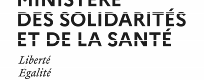 MINISTÈRE
DES SOLIDARITÉS
ET DE LA SANTÉ
Liberté
Egalité